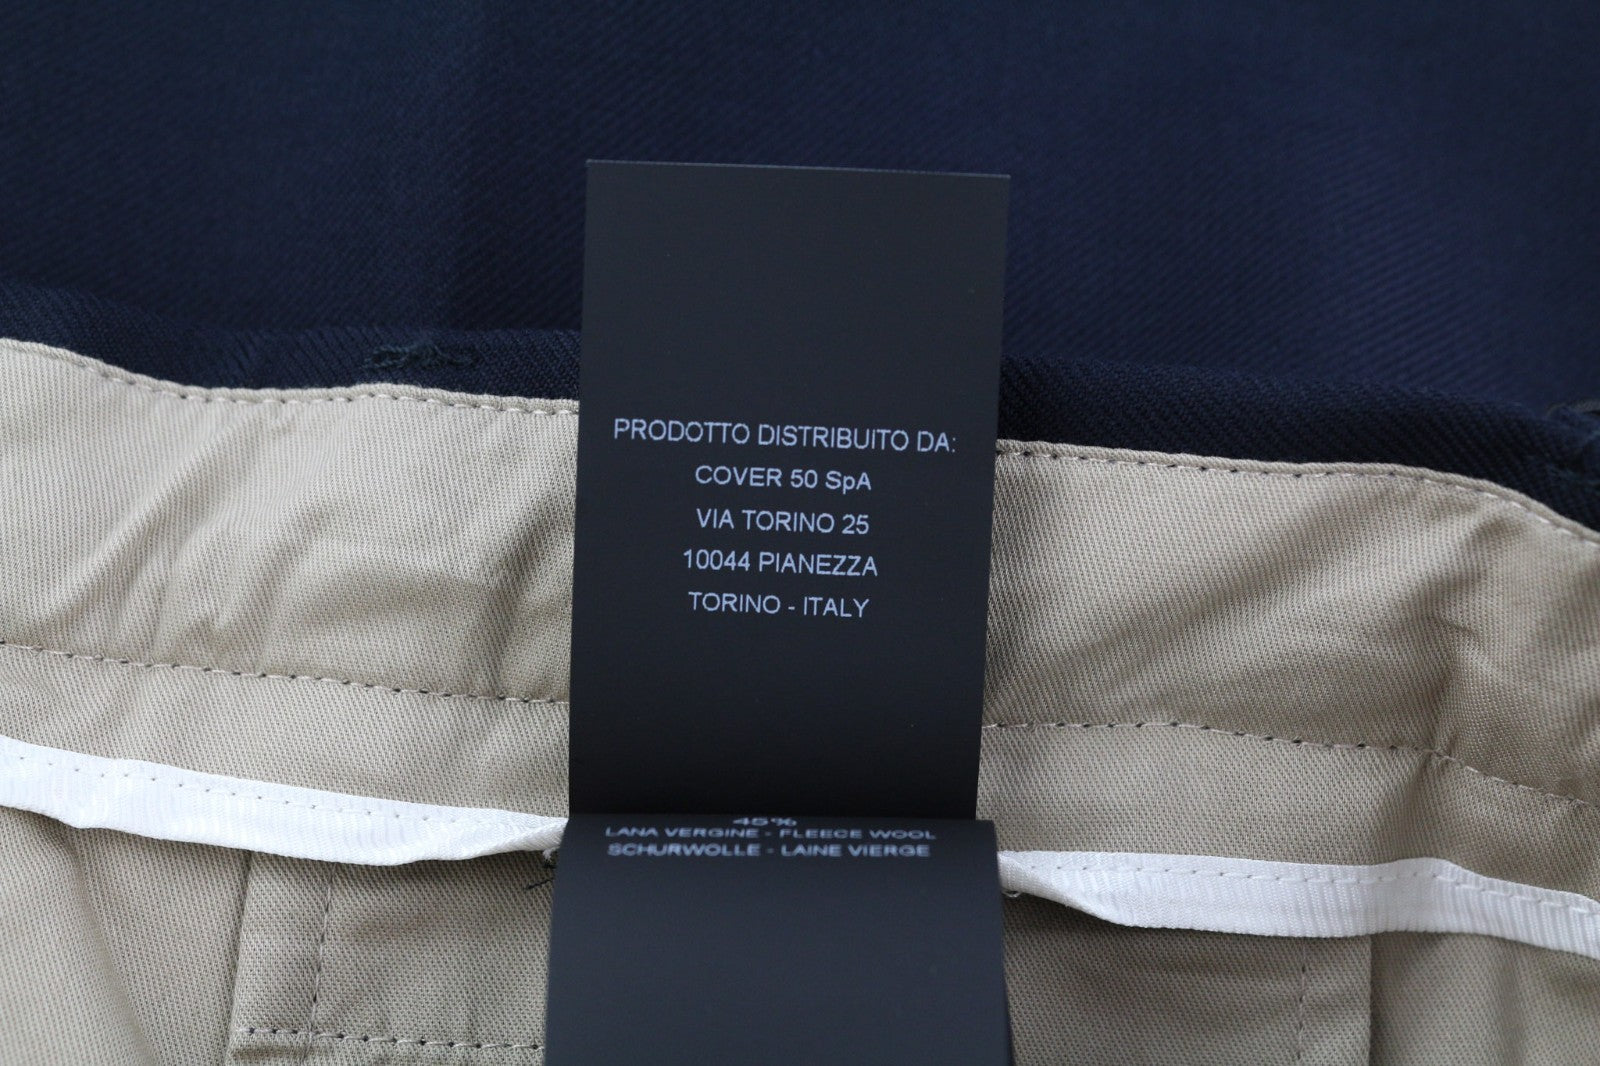 PRODOTTO DISTRIBUITO DA:
COVER 50 SpA
VIA TORINO 25
10044 PIANEZZA
TORINO - ITALY
45%
LANA VERGINE - FLEECE WOOL
SCHURWOLLE - LAINE VIERGE